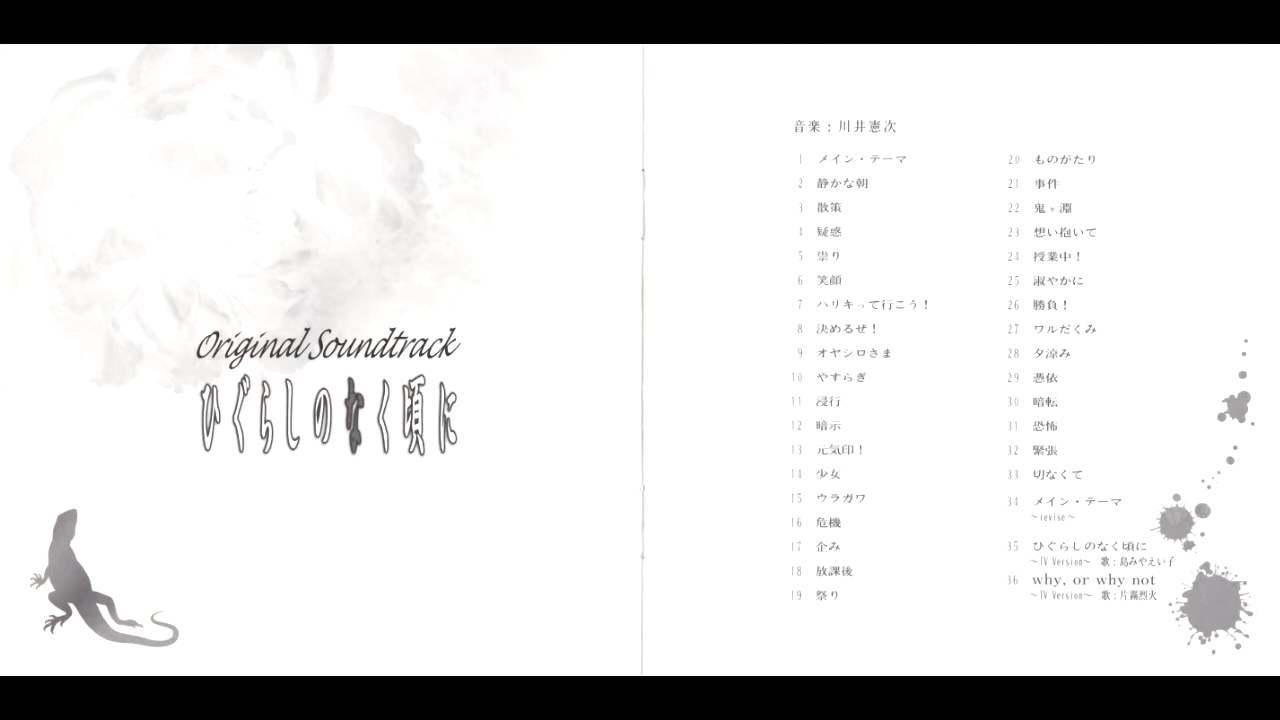 Original Soundtrack
ひぐらしのなく頃に
音楽：川井憲次
1 メイン・テーマ
2 静かな朝
3 散策
4 疑惑
5 祟り
6 笑顔
7 ハリキって行こう！
8 決めるぜ！
9 オヤシロさま
10 やすらぎ
11 浸行
12 暗示
13 元気印！
14 少女
15 ウラガワ
16 危機
17 企み
18 放課後
19 祭り
20 ものがたり
21 事件
22 鬼ヶ淵
23 想い抱いて
24 授業中！
25 淑やかに
26 勝負！
27 ワルだくみ
28 夕涼み
29 憑依
30 暗転
31 恐怖
32 緊張
33 切なくて
34 メイン・テーマ
～revise～
35 ひぐらしのなく頃に
～TV Version～ 歌：島みやえい子
36 why, or why not
～TV Version～ 歌：片霧烈火